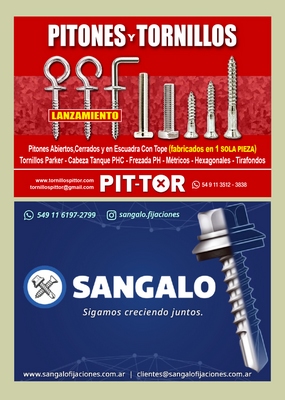 PITONES Y TORNILLOS
LANZAMIENTO
Pitones Abiertos,Cerrados y en Escuadra Con Tope (fabricados en 1 SOLA PIEZA)
Tornillos Parker - Cabeza Tanque PHC - Frezada PH - Métricos - Hexagonales - Tirafondos
www.tornillospittor.com
tornillospittor@gmail.com
PIT-TOR
54 9 11 3512 - 3838
549 11 6197-2799 sangalo.fijaciones
SANGALO
Sigamos creciendo juntos.
www.sangalofijaciones.com.ar | clientes@sangalofijaciones.com.ar